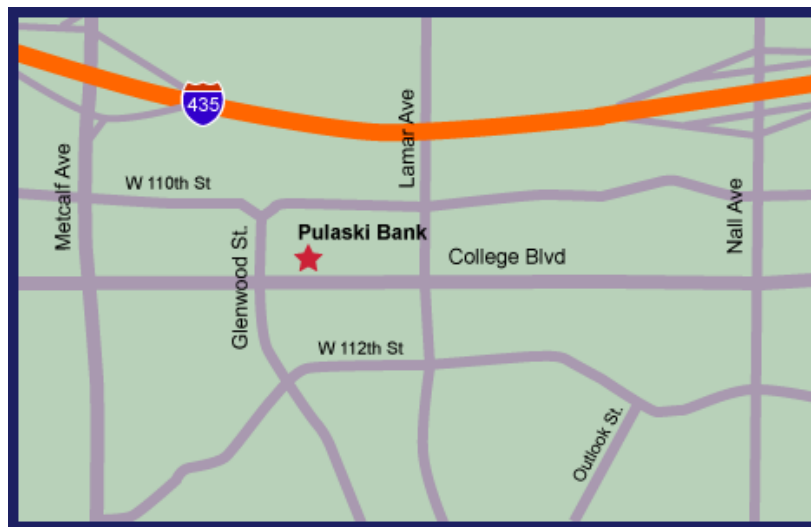 435
Metcalf Ave
Lamar Ave
W 110th St
Nall Ave
Pulaski Bank
Glenwood St.
College Blvd
W 112th St
Outlook St.